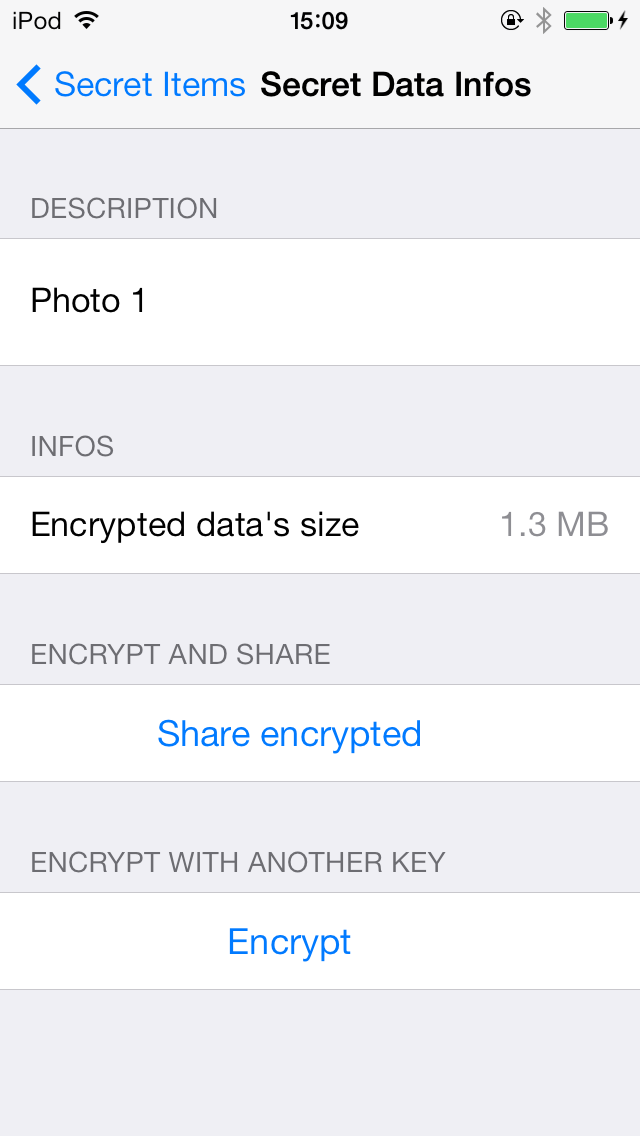 iPod 15:09
Secret Items Secret Data Infos
DESCRIPTION
Photo 1
INFOS
Encrypted data's size 1.3 MB
ENCRYPT AND SHARE
Share encrypted
ENCRYPT WITH ANOTHER KEY
Encrypt